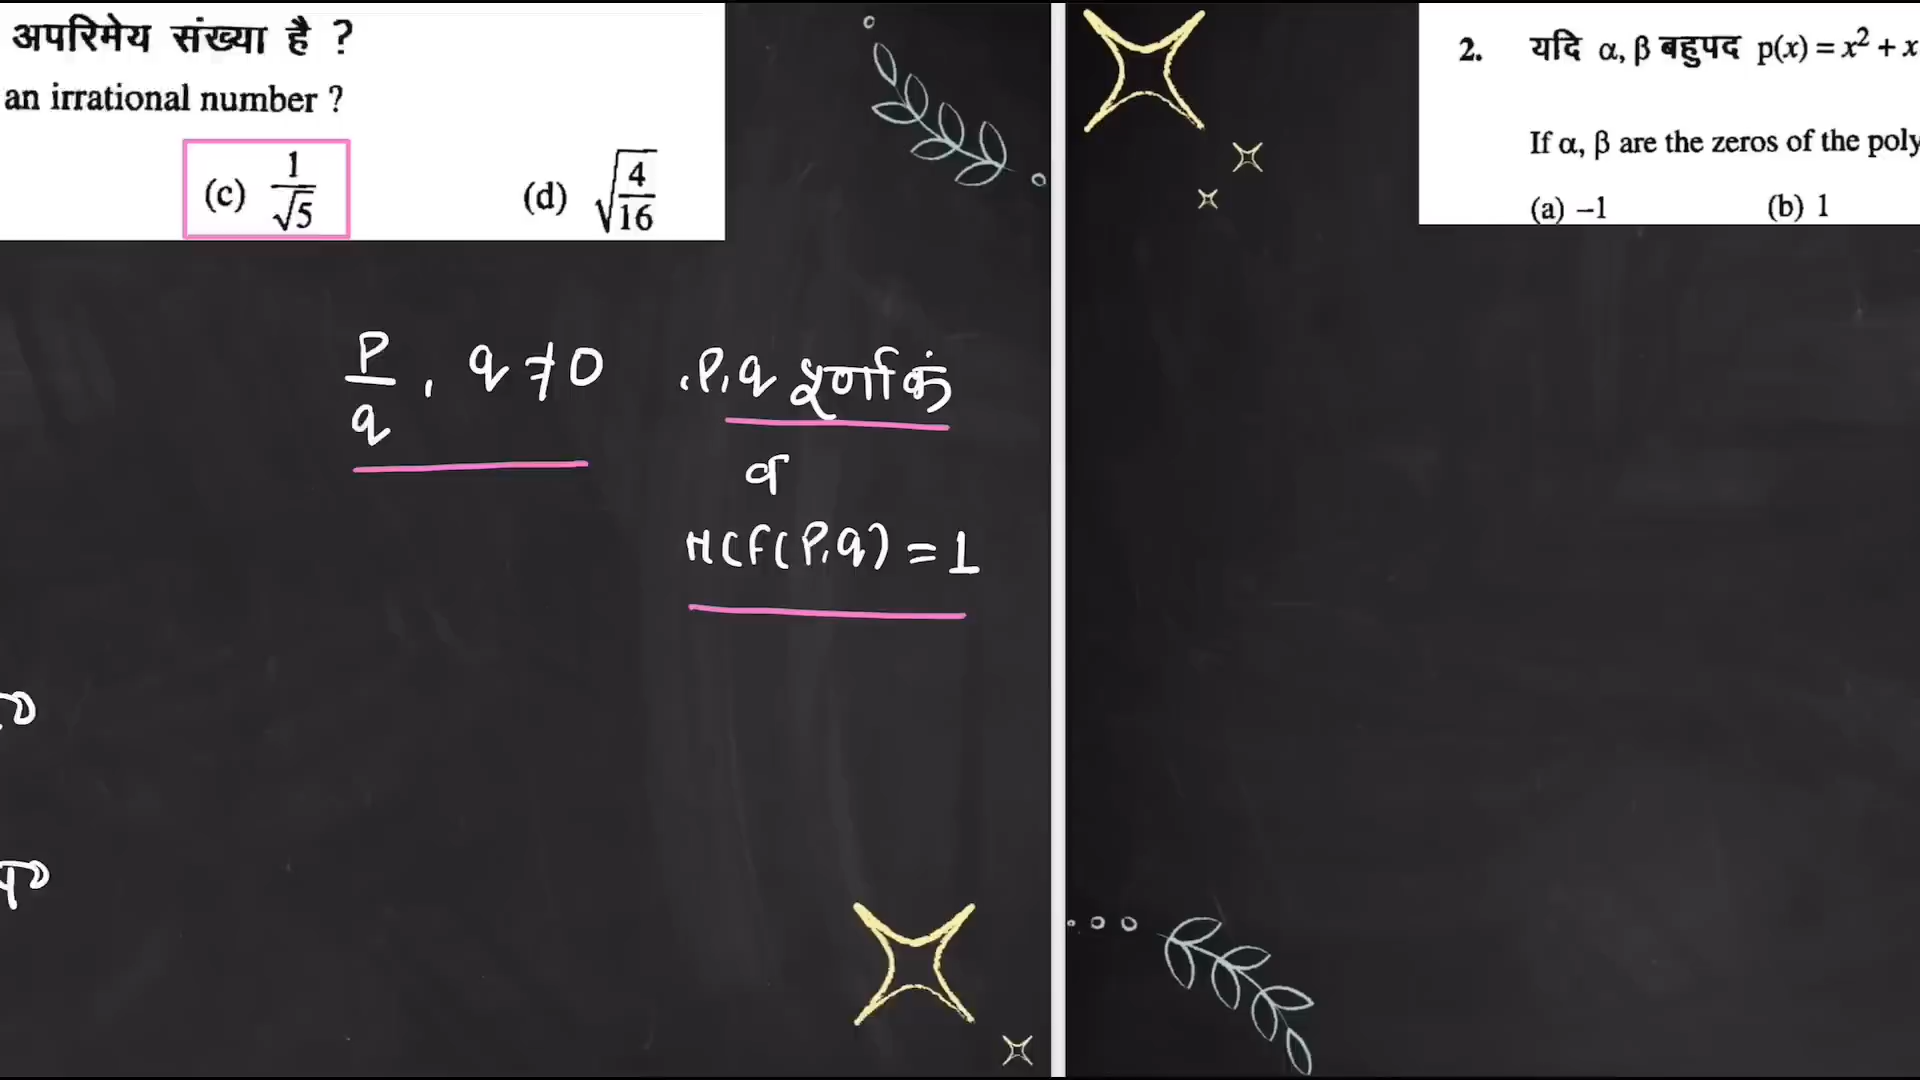 अपरिमेय संख्या है ?
an irrational number ?
(c) 1/√5 (d) √4/16
P/q , q ≠ 0 , P,q पूर्णांक
व
HCF(P,q) = 1
2. यदि α, β बहुपद p(x) = x² + x
If α, β are the zeros of the poly
(a) –1 (b) 1